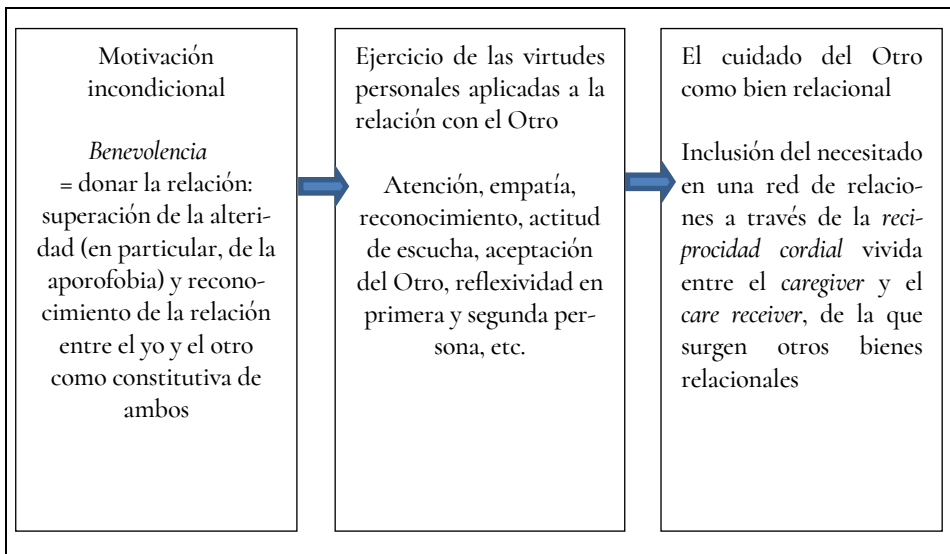 Motivación
incondicional
Benevolencia
= donar la relación:
superación de la alteri-
dad (en particular, de la
aporofobia) y recono-
cimiento de la relación
entre el yo y el otro
como constitutiva de
ambos
Ejercicio de las virtudes
personales aplicadas a la
relación con el Otro
Atención, empatía,
reconocimiento, actitud
de escucha, aceptación
del Otro, reflexividad en
primera y segunda per-
sona, etc.
El cuidado del Otro
como bien relacional
Inclusión del necesitado
en una red de relacio-
nes a través de la reci-
procidad cordial vivida
entre el caregiver y el
care receiver, de la que
surgen otros bienes
relacionales